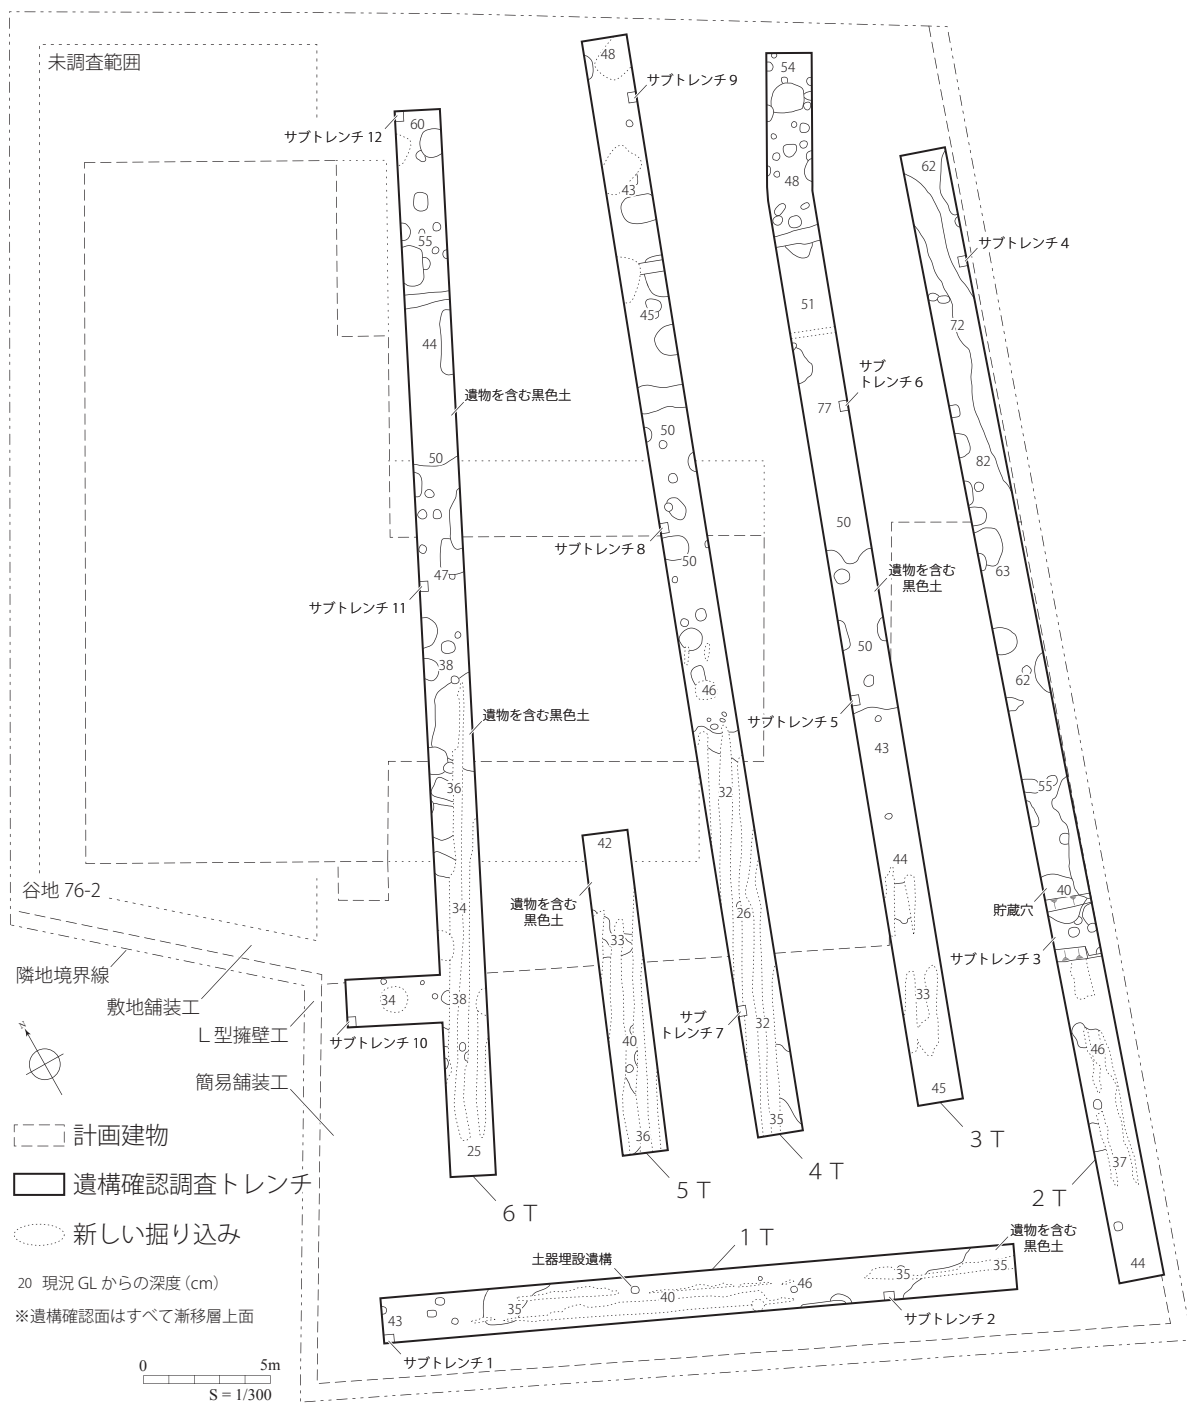 未調査範囲
48
サブトレンチ9
54
サブトレンチ12
60
43
48
62
サブトレンチ4
55
51
45
72
44
サブ
トレンチ6
77
遺物を含む黒色土
50
50
82
50
サブトレンチ8
50
遺物を含む
黒色土
63
47
サブトレンチ11
38
50
62
46
遺物を含む黒色土
サブトレンチ5
43
36
32
55
42
44
谷地 76-2
遺物を含む
黒色土
34
26
40
貯蔵穴
33
サブトレンチ3
隣地境界線
敷地舗装工
34
38
33
L型擁壁工
サブトレンチ10
サブ
トレンチ7
32
40
46
N
簡易舗装工
45
計画建物
36
35
3 T
25
4 T
37
遺構確認調査トレンチ
5 T
2 T
6 T
新しい掘り込み
1 T
遺物を含む
黒色土
土器埋設遺構
44
20 現況 GL からの深度(cm)
46
35
35
40
35
43
※遺構確認面はすべて漸移層上面
サブトレンチ2
サブトレンチ1
0 5m
S = 1/300